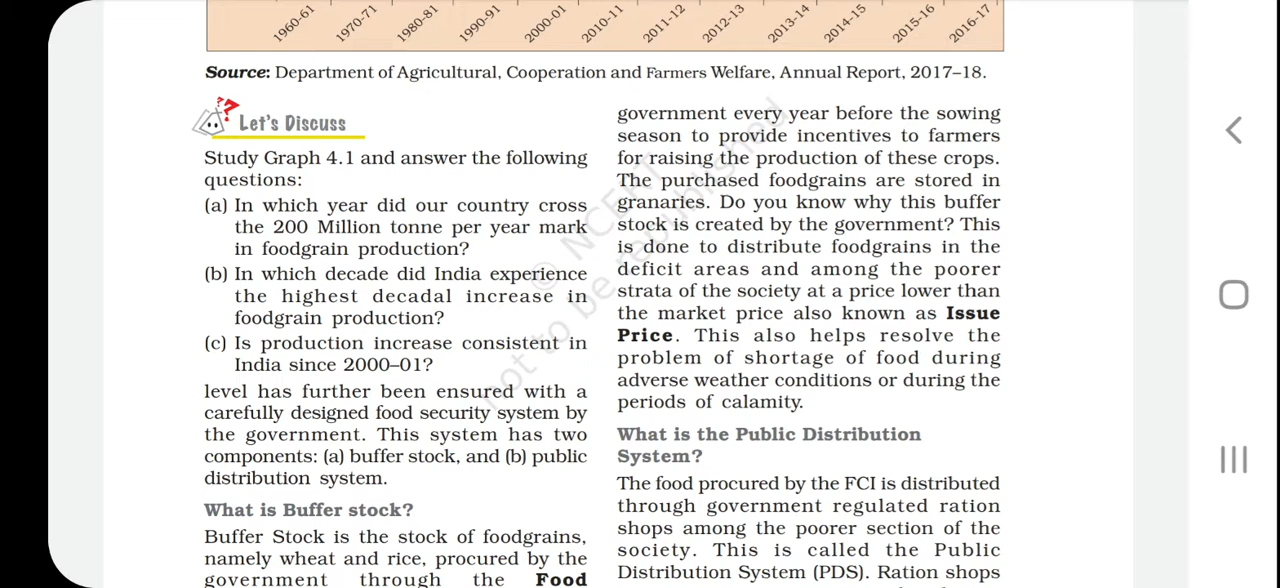 1960-61
1970-71
1980-81
1990-91
2000-01
2010-11
2011-12
2012-13
2013-14
2014-15
2015-16
2016-17
Source: Department of Agricultural, Cooperation and Farmers Welfare, Annual Report, 2017–18.
Let's Discuss
Study Graph 4.1 and answer the following
questions:
(a) In which year did our country cross
the 200 Million tonne per year mark
in foodgrain production?
(b) In which decade did India experience
the highest decadal increase in
foodgrain production?
(c) Is production increase consistent in
India since 2000–01?
level has further been ensured with a
carefully designed food security system by
the government. This system has two
components: (a) buffer stock, and (b) public
distribution system.
What is Buffer stock?
Buffer Stock is the stock of foodgrains,
namely wheat and rice, procured by the
government through the Food
government every year before the sowing
season to provide incentives to farmers
for raising the production of these crops.
The purchased foodgrains are stored in
granaries. Do you know why this buffer
stock is created by the government? This
is done to distribute foodgrains in the
deficit areas and among the poorer
strata of the society at a price lower than
the market price also known as Issue
Price. This also helps resolve the
problem of shortage of food during
adverse weather conditions or during the
periods of calamity.
What is the Public Distribution
System?
The food procured by the FCI is distributed
through government regulated ration
shops among the poorer section of the
society. This is called the Public
Distribution System (PDS). Ration shops
© NCERT
not to be republished